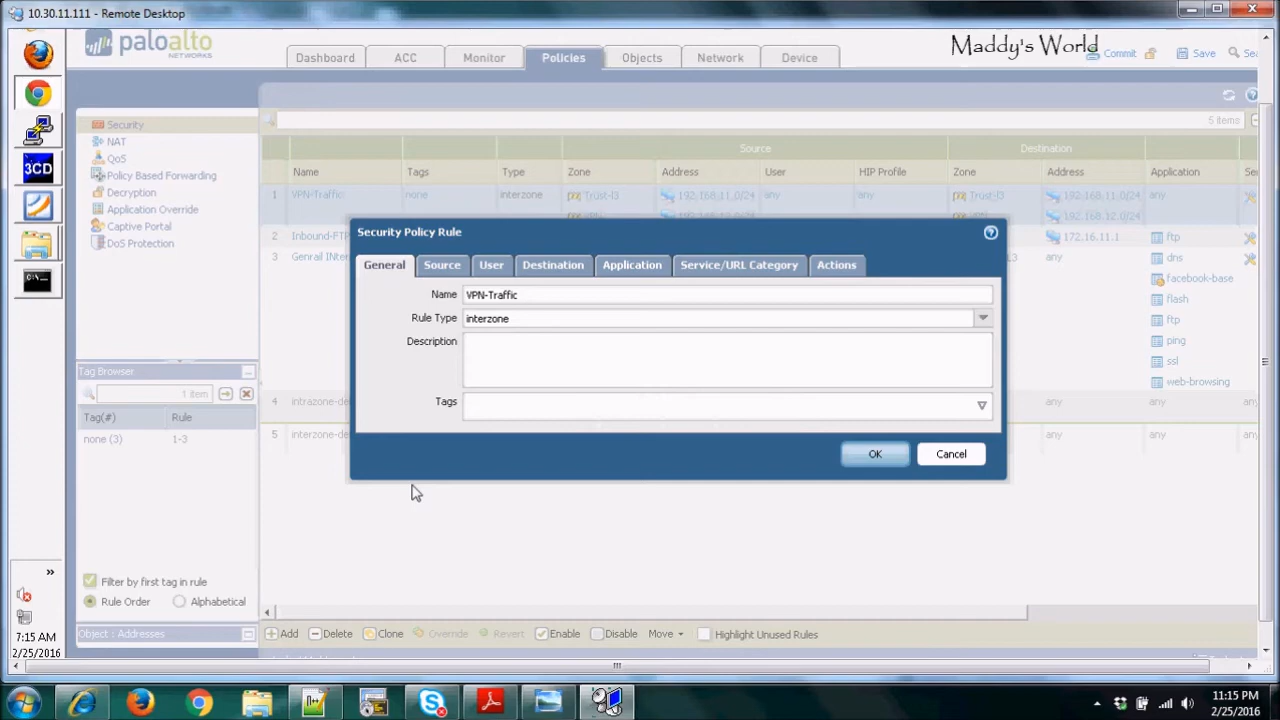 10.30.11.111 - Remote Desktop
paloalto
NETWORKS
Dashboard
ACC
Monitor
Policies
Objects
Network
Device
Maddy's World
Commit
Save
Sea
Security
NAT
QoS
Policy Based Forwarding
Decryption
Application Override
Captive Portal
DoS Protection
5 items
Source
Destination
Name
Tags
Type
Zone
Address
User
HIP Profile
Zone
Address
Application
Se
1 VPN-Traffic none interzone Trust-l3 192.168.11.0/24 any any Trust-l3 192.168.11.0/24 any
192.168.12.0/24
2 Inbound-FTP 172.16.11.1 ftp
3 Genrail INter dns
facebook-base
flash
ftp
ping
ssl
web-browsing
4 intrazone-de any any
5 interzone-de any any
Security Policy Rule
General
Source
User
Destination
Application
Service/URL Category
Actions
Name VPN-Traffic
Rule Type interzone
Description
Tags
OK
Cancel
Tag Browser
1 item
Tag(#) Rule
none (3) 1-3
Filter by first tag in rule
Rule Order
Alphabetical
Object : Addresses
Add
Delete
Clone
Override
Revert
Enable
Disable
Move
Highlight Unused Rules
3CD
7:15 AM
2/25/2016
11:15 PM
2/25/2016